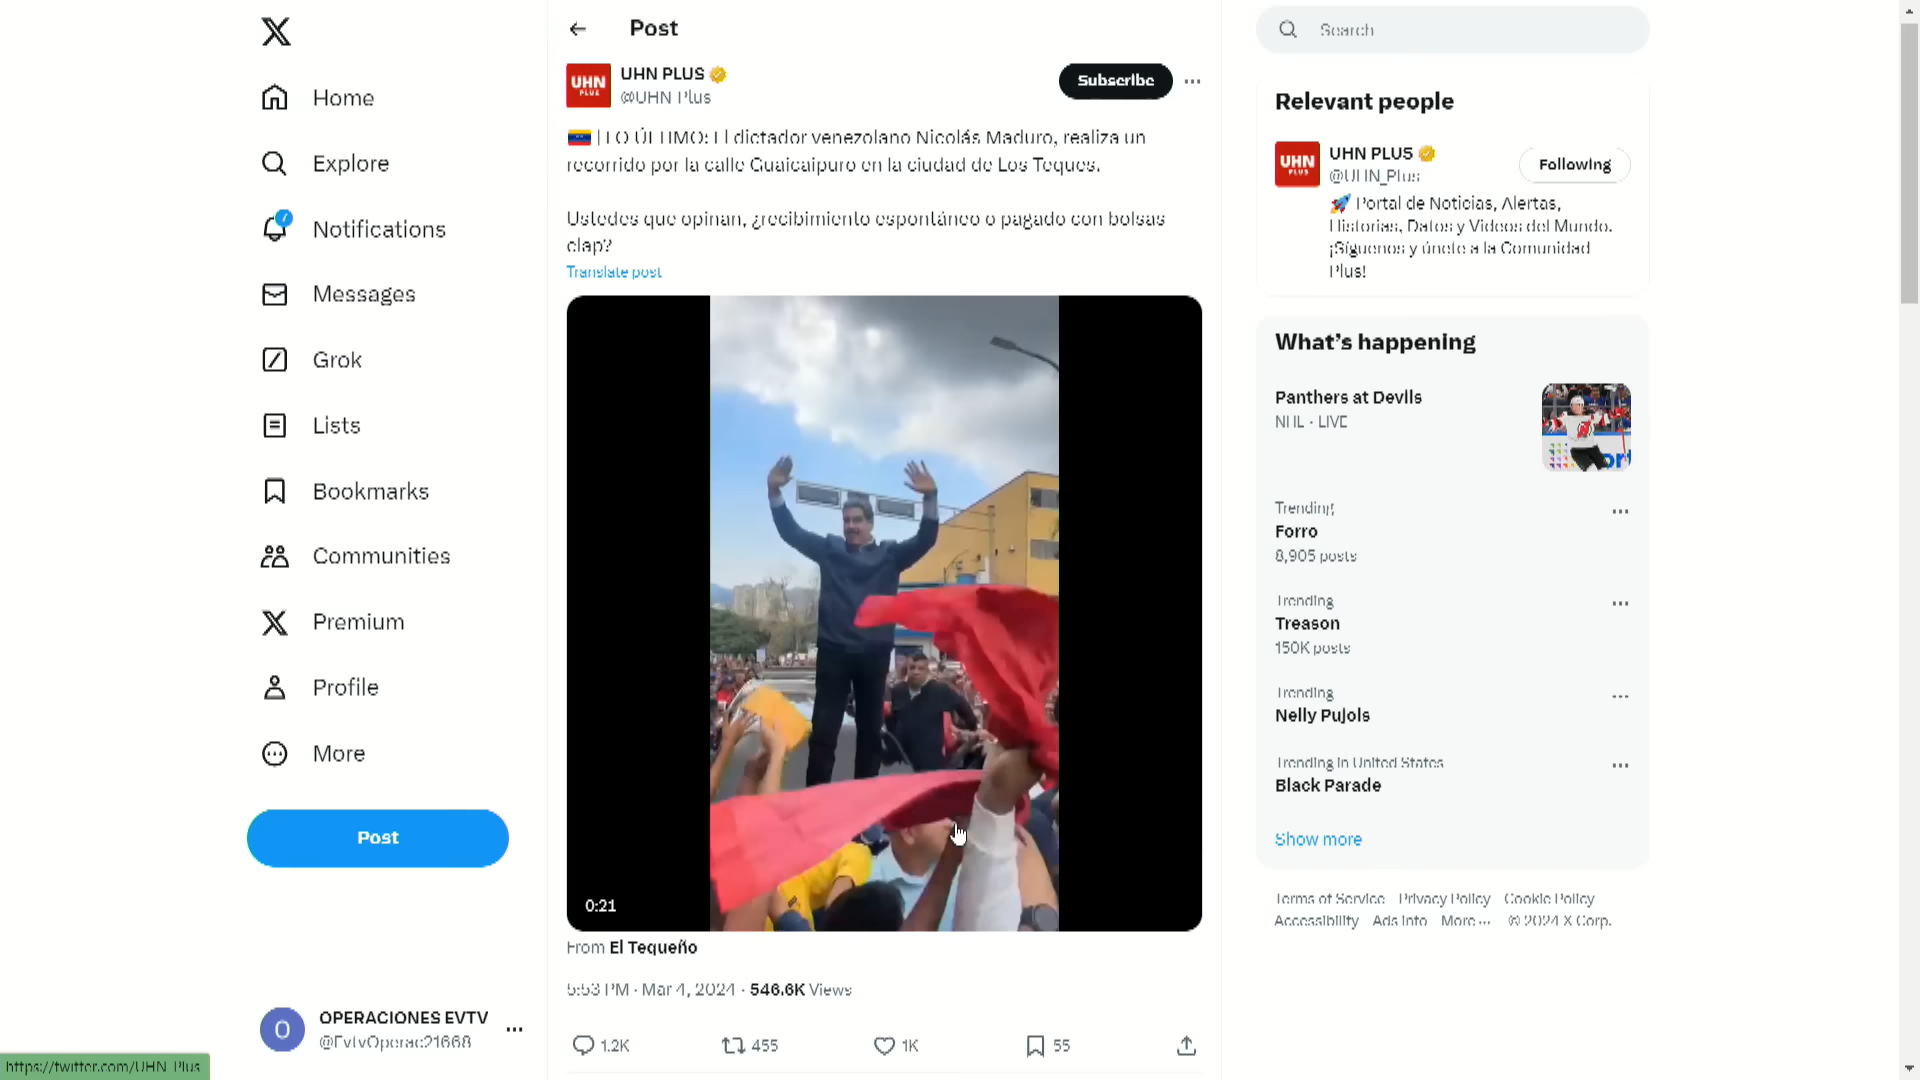 Home
Explore
Notifications
Messages
Grok
Lists
Bookmarks
Communities
Premium
Profile
More
Post
OPERACIONES EVTV
@EvtvOperac21668
https://twitter.com/UHN_Plus
Post
UHN PLUS
UHN PLUS
@UHN_Plus
Subscribe
| LO ÚLTIMO: El dictador venezolano Nicolás Maduro, realiza un
recorrido por la calle Guaicaipuro en la ciudad de Los Teques.
Ustedes que opinan, ¿recibimiento espontáneo o pagado con bolsas
clap?
Translate post
0:21
From El Tequeño
5:53 PM · Mar 4, 2024 · 546.6K Views
1.2K 455 1K 55
Search
Relevant people
UHN PLUS
UHN PLUS
@UHN_Plus
Following
Portal de Noticias, Alertas,
Historias, Datos y Videos del Mundo.
¡Síguenos y únete a la Comunidad
Plus!
What's happening
Panthers at Devils
NHL · LIVE
Trending
Forro
8,905 posts
Trending
Treason
150K posts
Trending
Nelly Pujols
Trending in United States
Black Parade
Show more
Terms of Service Privacy Policy Cookie Policy
Accessibility Ads info More ··· © 2024 X Corp.